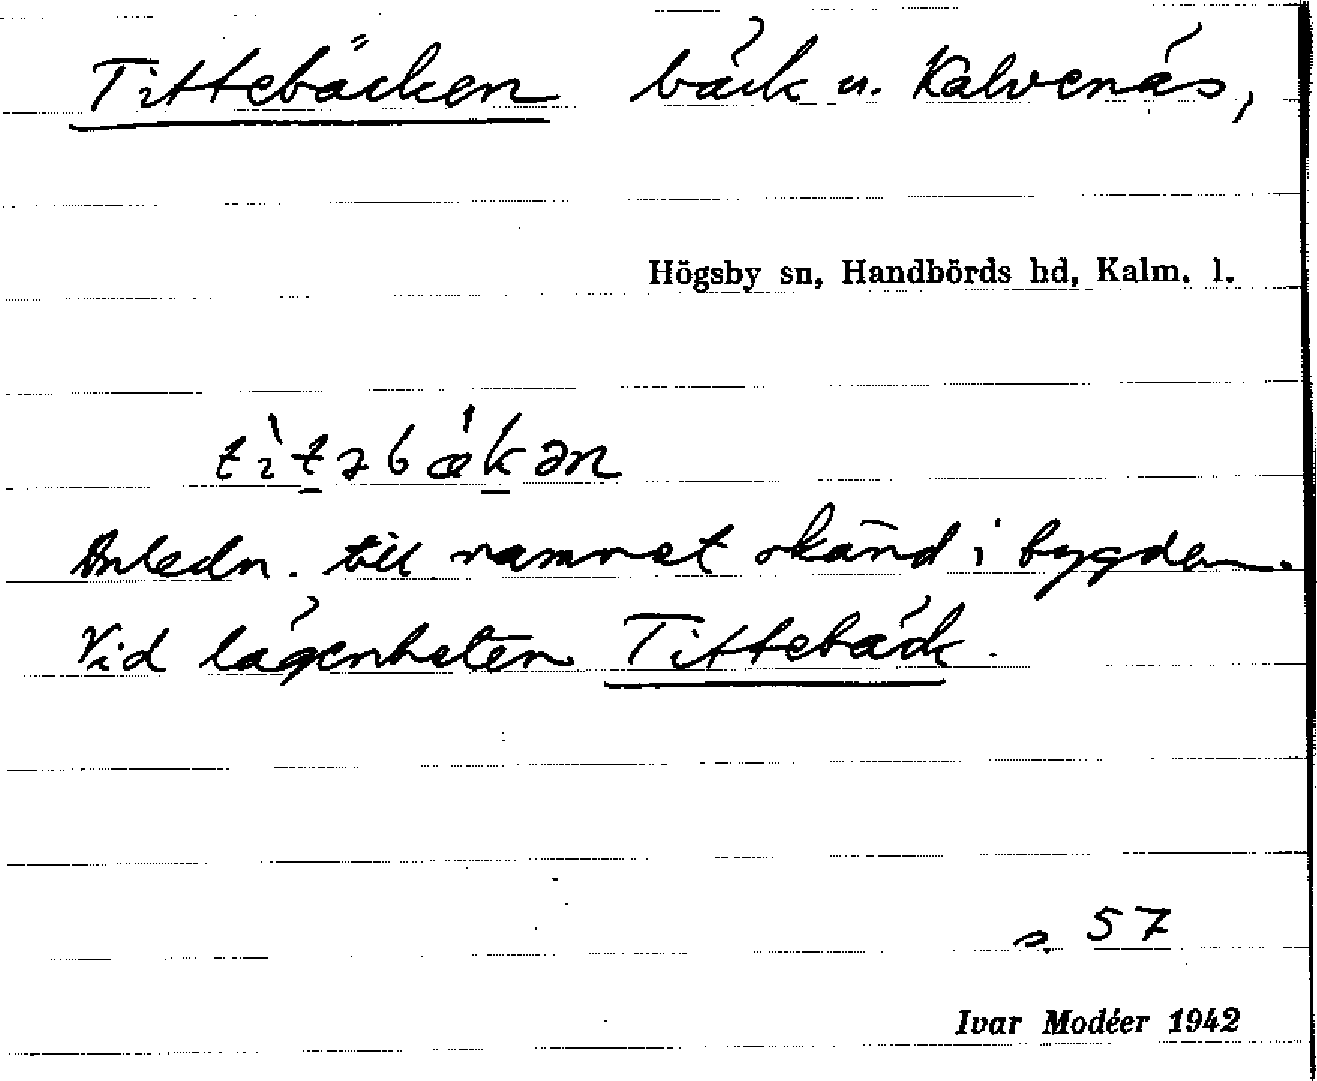 Tittebäcken bäck u. Kalvenäs,
Högsby sn, Handbörds hd, Kalm. l.
tìtəbǽkən
Anledn. till namnet okänd i bygden.
Vid lägenheten Tittebäck.
s. 57
Ivar Modéer 1942